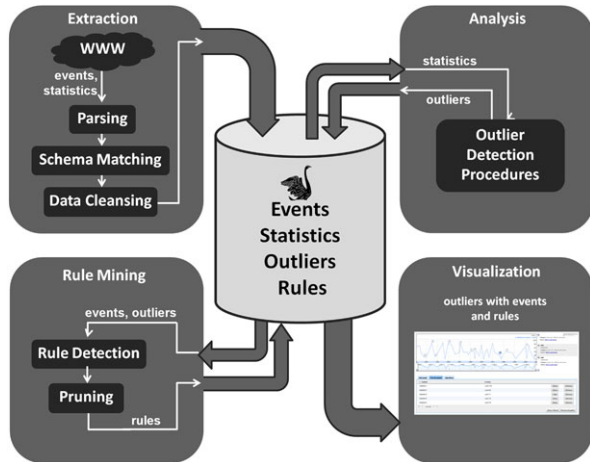 Extraction
WWW
events,
statistics
Parsing
Schema Matching
Data Cleansing
Analysis
statistics
outliers
Outlier
Detection
Procedures
Events
Statistics
Outliers
Rules
Rule Mining
events, outliers
Rule Detection
Pruning
rules
Visualization
outliers with events
and rules